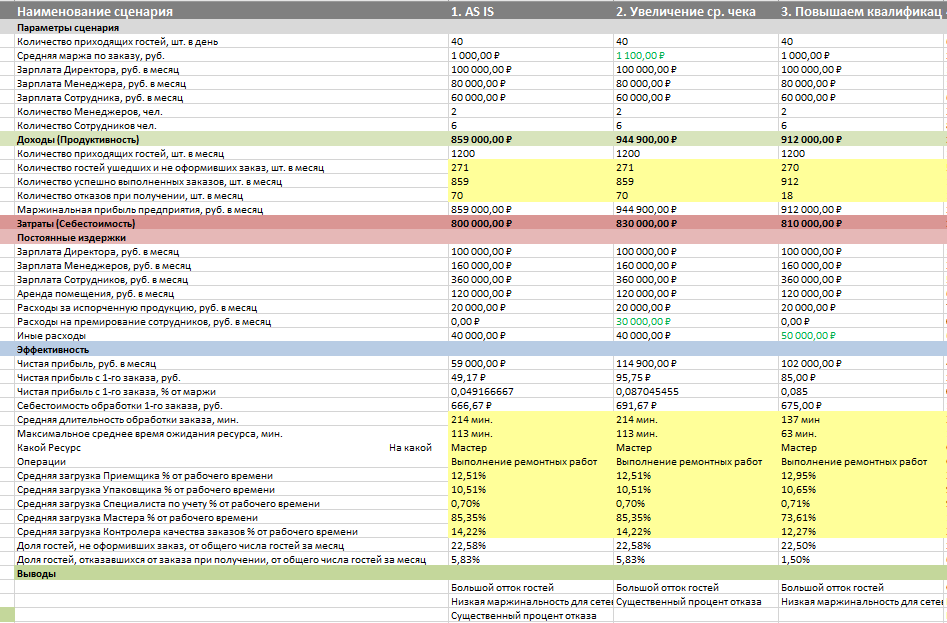 Наименование сценария 1. AS IS 2. Увеличение ср. чека 3. Повышаем квалификац
Параметры сценария
Количество приходящих гостей, шт. в день 40 40 40
Средняя маржа по заказу, руб. 1 000,00 ₽ 1 100,00 ₽ 1 000,00 ₽
Зарплата Директора, руб. в месяц 100 000,00 ₽ 100 000,00 ₽ 100 000,00 ₽
Зарплата Менеджера, руб. в месяц 80 000,00 ₽ 80 000,00 ₽ 80 000,00 ₽
Зарплата Сотрудника, руб. в месяц 60 000,00 ₽ 60 000,00 ₽ 60 000,00 ₽
Количество Менеджеров, чел. 2 2 2
Количество Сотрудников чел. 6 6 6
Доходы (Продуктивность) 859 000,00 ₽ 944 900,00 ₽ 912 000,00 ₽
Количество приходящих гостей, шт. в месяц 1200 1200 1200
Количество гостей ушедших и не оформивших заказ, шт. в месяц 271 271 270
Количество успешно выполненных заказов, шт. в месяц 859 859 912
Количество отказов при получении, шт. в месяц 70 70 18
Маржинальная прибыль предприятия, руб. в месяц 859 000,00 ₽ 944 900,00 ₽ 912 000,00 ₽
Затраты (Себестоимость) 800 000,00 ₽ 830 000,00 ₽ 810 000,00 ₽
Постоянные издержки
Зарплата Директора, руб. в месяц 100 000,00 ₽ 100 000,00 ₽ 100 000,00 ₽
Зарплата Менеджеров, руб. в месяц 160 000,00 ₽ 160 000,00 ₽ 160 000,00 ₽
Зарплата Сотрудников, руб. в месяц 360 000,00 ₽ 360 000,00 ₽ 360 000,00 ₽
Аренда помещения, руб. в месяц 120 000,00 ₽ 120 000,00 ₽ 120 000,00 ₽
Расходы за испорченную продукцию, руб. в месяц 20 000,00 ₽ 20 000,00 ₽ 20 000,00 ₽
Расходы на премирование сотрудников, руб. в месяц 0,00 ₽ 30 000,00 ₽ 0,00 ₽
Иные расходы 40 000,00 ₽ 40 000,00 ₽ 50 000,00 ₽
Эффективность
Чистая прибыль, руб. в месяц 59 000,00 ₽ 114 900,00 ₽ 102 000,00 ₽
Чистая прибыль с 1-го заказа, руб. 49,17 ₽ 95,75 ₽ 85,00 ₽
Чистая прибыль с 1-го заказа, % от маржи 0,049166667 0,087045455 0,085
Себестоимость обработки 1-го заказа, руб. 666,67 ₽ 691,67 ₽ 675,00 ₽
Средняя длительность обработки заказа, мин. 214 мин. 214 мин. 137 мин
Максимальное среднее время ожидания ресурса, мин. 113 мин. 113 мин. 63 мин.
Какой Ресурс На какой Мастер Мастер Мастер
Операции Выполнение ремонтных работ Выполнение ремонтных работ Выполнение ремонтных работ
Средняя загрузка Приемщика % от рабочего времени 12,51% 12,51% 12,95%
Средняя загрузка Упаковщика % от рабочего времени 10,51% 10,51% 10,65%
Средняя загрузка Специалиста по учету % от рабочего времени 0,70% 0,70% 0,71%
Средняя загрузка Мастера % от рабочего времени 85,35% 85,35% 73,61%
Средняя загрузка Контролера качества заказов % от рабочего времени 14,22% 14,22% 12,27%
Доля гостей, не оформивших заказ, от общего числа гостей за месяц 22,58% 22,58% 22,50%
Доля гостей, отказавшихся от заказа при получении, от общего числа гостей за месяц 5,83% 5,83% 1,50%
Выводы
Большой отток гостей Большой отток гостей Большой отток гостей
Низкая маржинальность для сетей Существенный процент отказа Низкая маржинальность для сетей
Существенный процент отказа